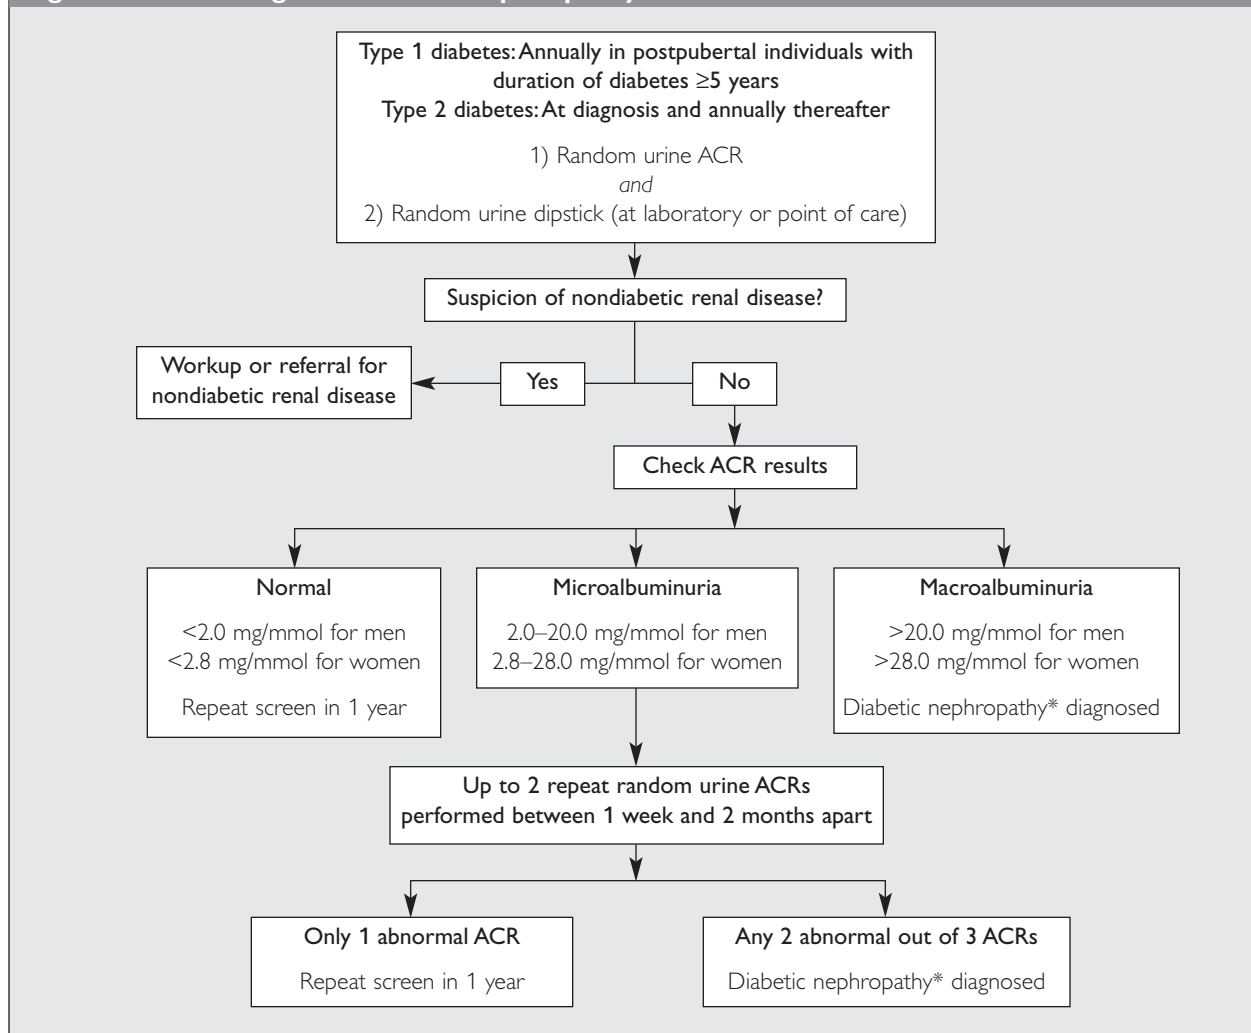 Type 1 diabetes: Annually in postpubertal individuals with
duration of diabetes ≥5 years
Type 2 diabetes: At diagnosis and annually thereafter
1) Random urine ACR
and
2) Random urine dipstick (at laboratory or point of care)
Suspicion of nondiabetic renal disease?
Workup or referral for
nondiabetic renal disease
Yes
No
Check ACR results
Normal
<2.0 mg/mmol for men
<2.8 mg/mmol for women
Repeat screen in 1 year
Microalbuminuria
2.0–20.0 mg/mmol for men
2.8–28.0 mg/mmol for women
Macroalbuminuria
>20.0 mg/mmol for men
>28.0 mg/mmol for women
Diabetic nephropathy* diagnosed
Up to 2 repeat random urine ACRs
performed between 1 week and 2 months apart
Only 1 abnormal ACR
Repeat screen in 1 year
Any 2 abnormal out of 3 ACRs
Diabetic nephropathy* diagnosed